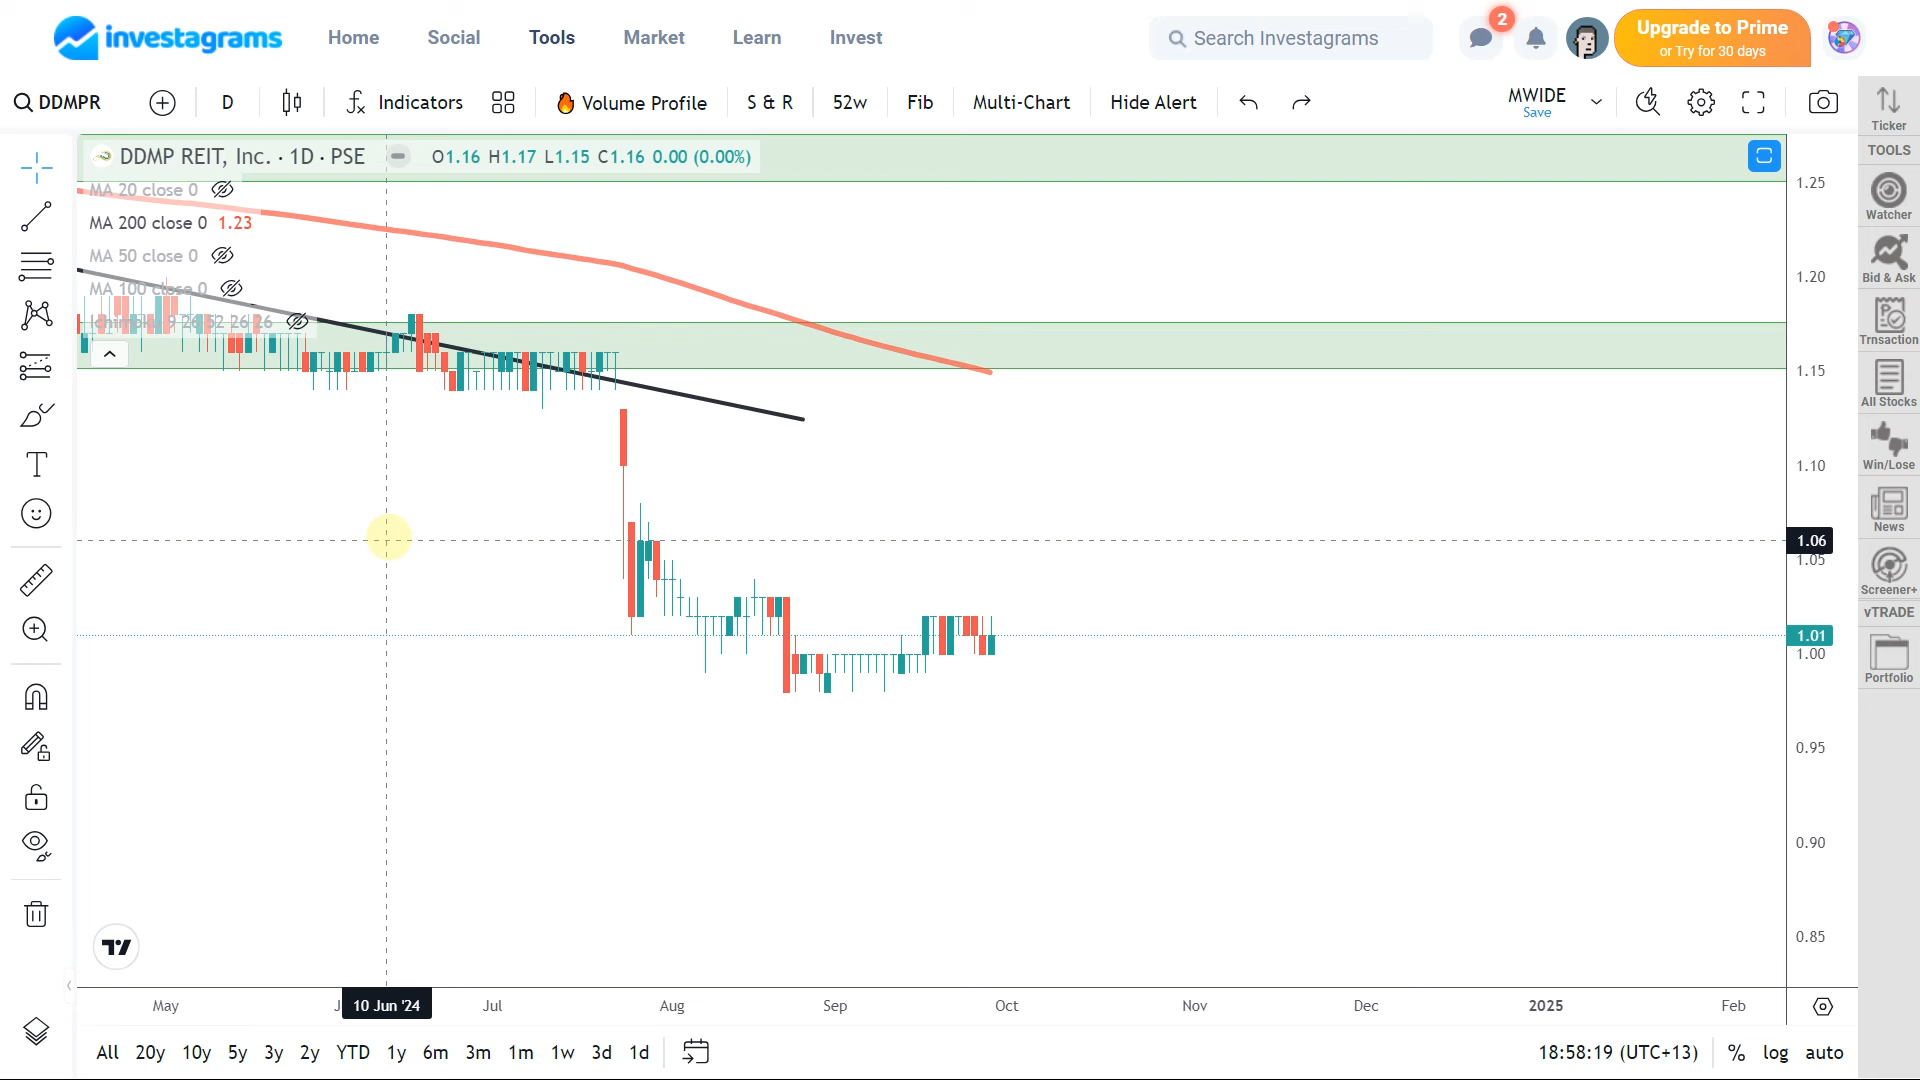 investagrams Home Social Tools Market Learn Invest Search Investagrams 2 Upgrade to Prime
or Try for 30 days
DDMPR D Indicators Volume Profile S & R 52w Fib Multi-Chart Hide Alert MWIDE
Save
Ticker
TOOLS
Watcher
Bid & Ask
Trnsaction
All Stocks
Win/Lose
News
Screener+
vTRADE
Portfolio
DDMP REIT, Inc. · 1D · PSE O1.16 H1.17 L1.15 C1.16 0.00 (0.00%)
MA 20 close 0
MA 200 close 0 1.23
MA 50 close 0
MA 100 close 0
Ichimoku 9 26 52 26 26
1.25
1.20
1.15
1.10
1.06
1.05
1.01
1.00
0.95
0.90
0.85
May 10 Jun '24 Jul Aug Sep Oct Nov Dec 2025 Feb
All 20y 10y 5y 3y 2y YTD 1y 6m 3m 1m 1w 3d 1d 18:58:19 (UTC+13) % log auto